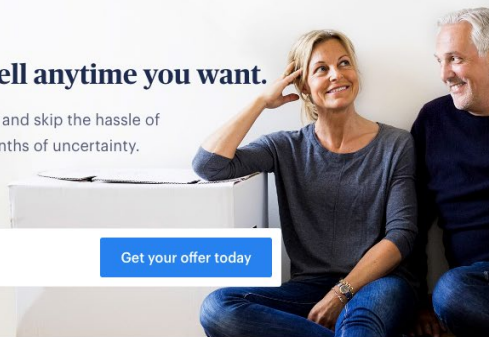 ell anytime you want.
and skip the hassle of
nths of uncertainty.
Get your offer today